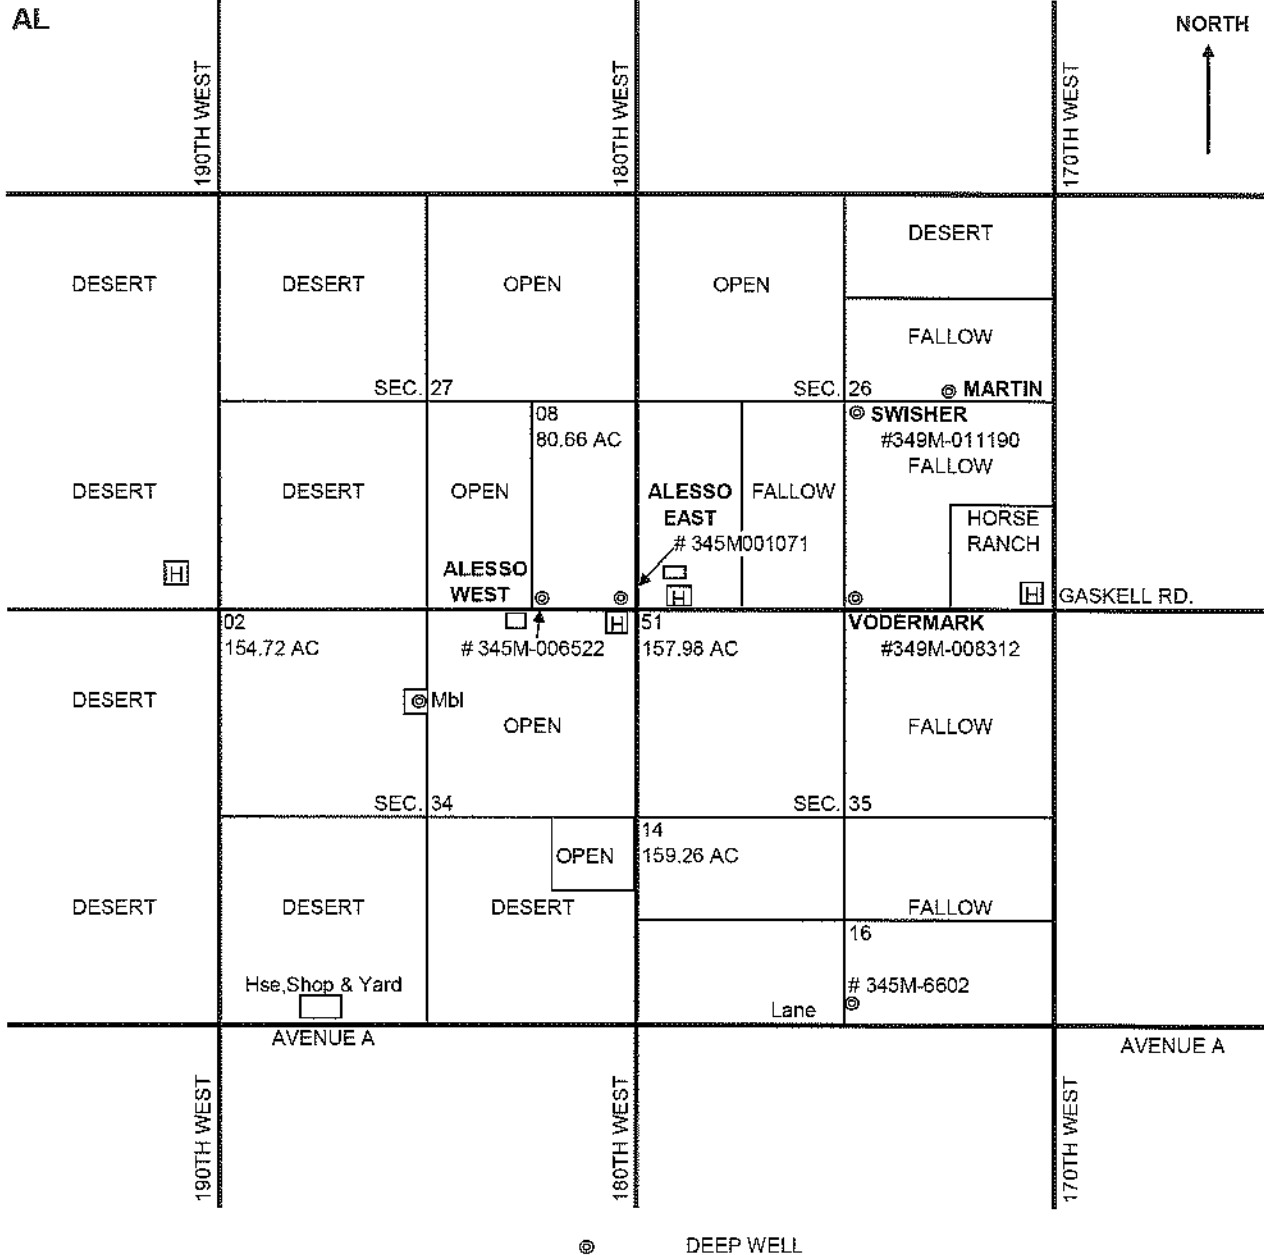 AL
NORTH
190TH WEST
180TH WEST
170TH WEST
DESERT
DESERT
DESERT
OPEN
OPEN
FALLOW
SEC. 27
SEC. 26
MARTIN
08
80.66 AC
SWISHER
#349M-011190
FALLOW
DESERT
DESERT
OPEN
ALESSO
EAST
FALLOW
HORSE
RANCH
# 345M001071
ALESSO
WEST
H
H
H
GASKELL RD.
02
154.72 AC
H
51
157.98 AC
VODERMARK
#349M-008312
# 345M-006522
DESERT
Mbl
OPEN
FALLOW
SEC. 34
SEC. 35
14
159.26 AC
OPEN
DESERT
DESERT
DESERT
FALLOW
16
Hse,Shop & Yard
# 345M-6602
Lane
AVENUE A
AVENUE A
190TH WEST
180TH WEST
170TH WEST
DEEP WELL